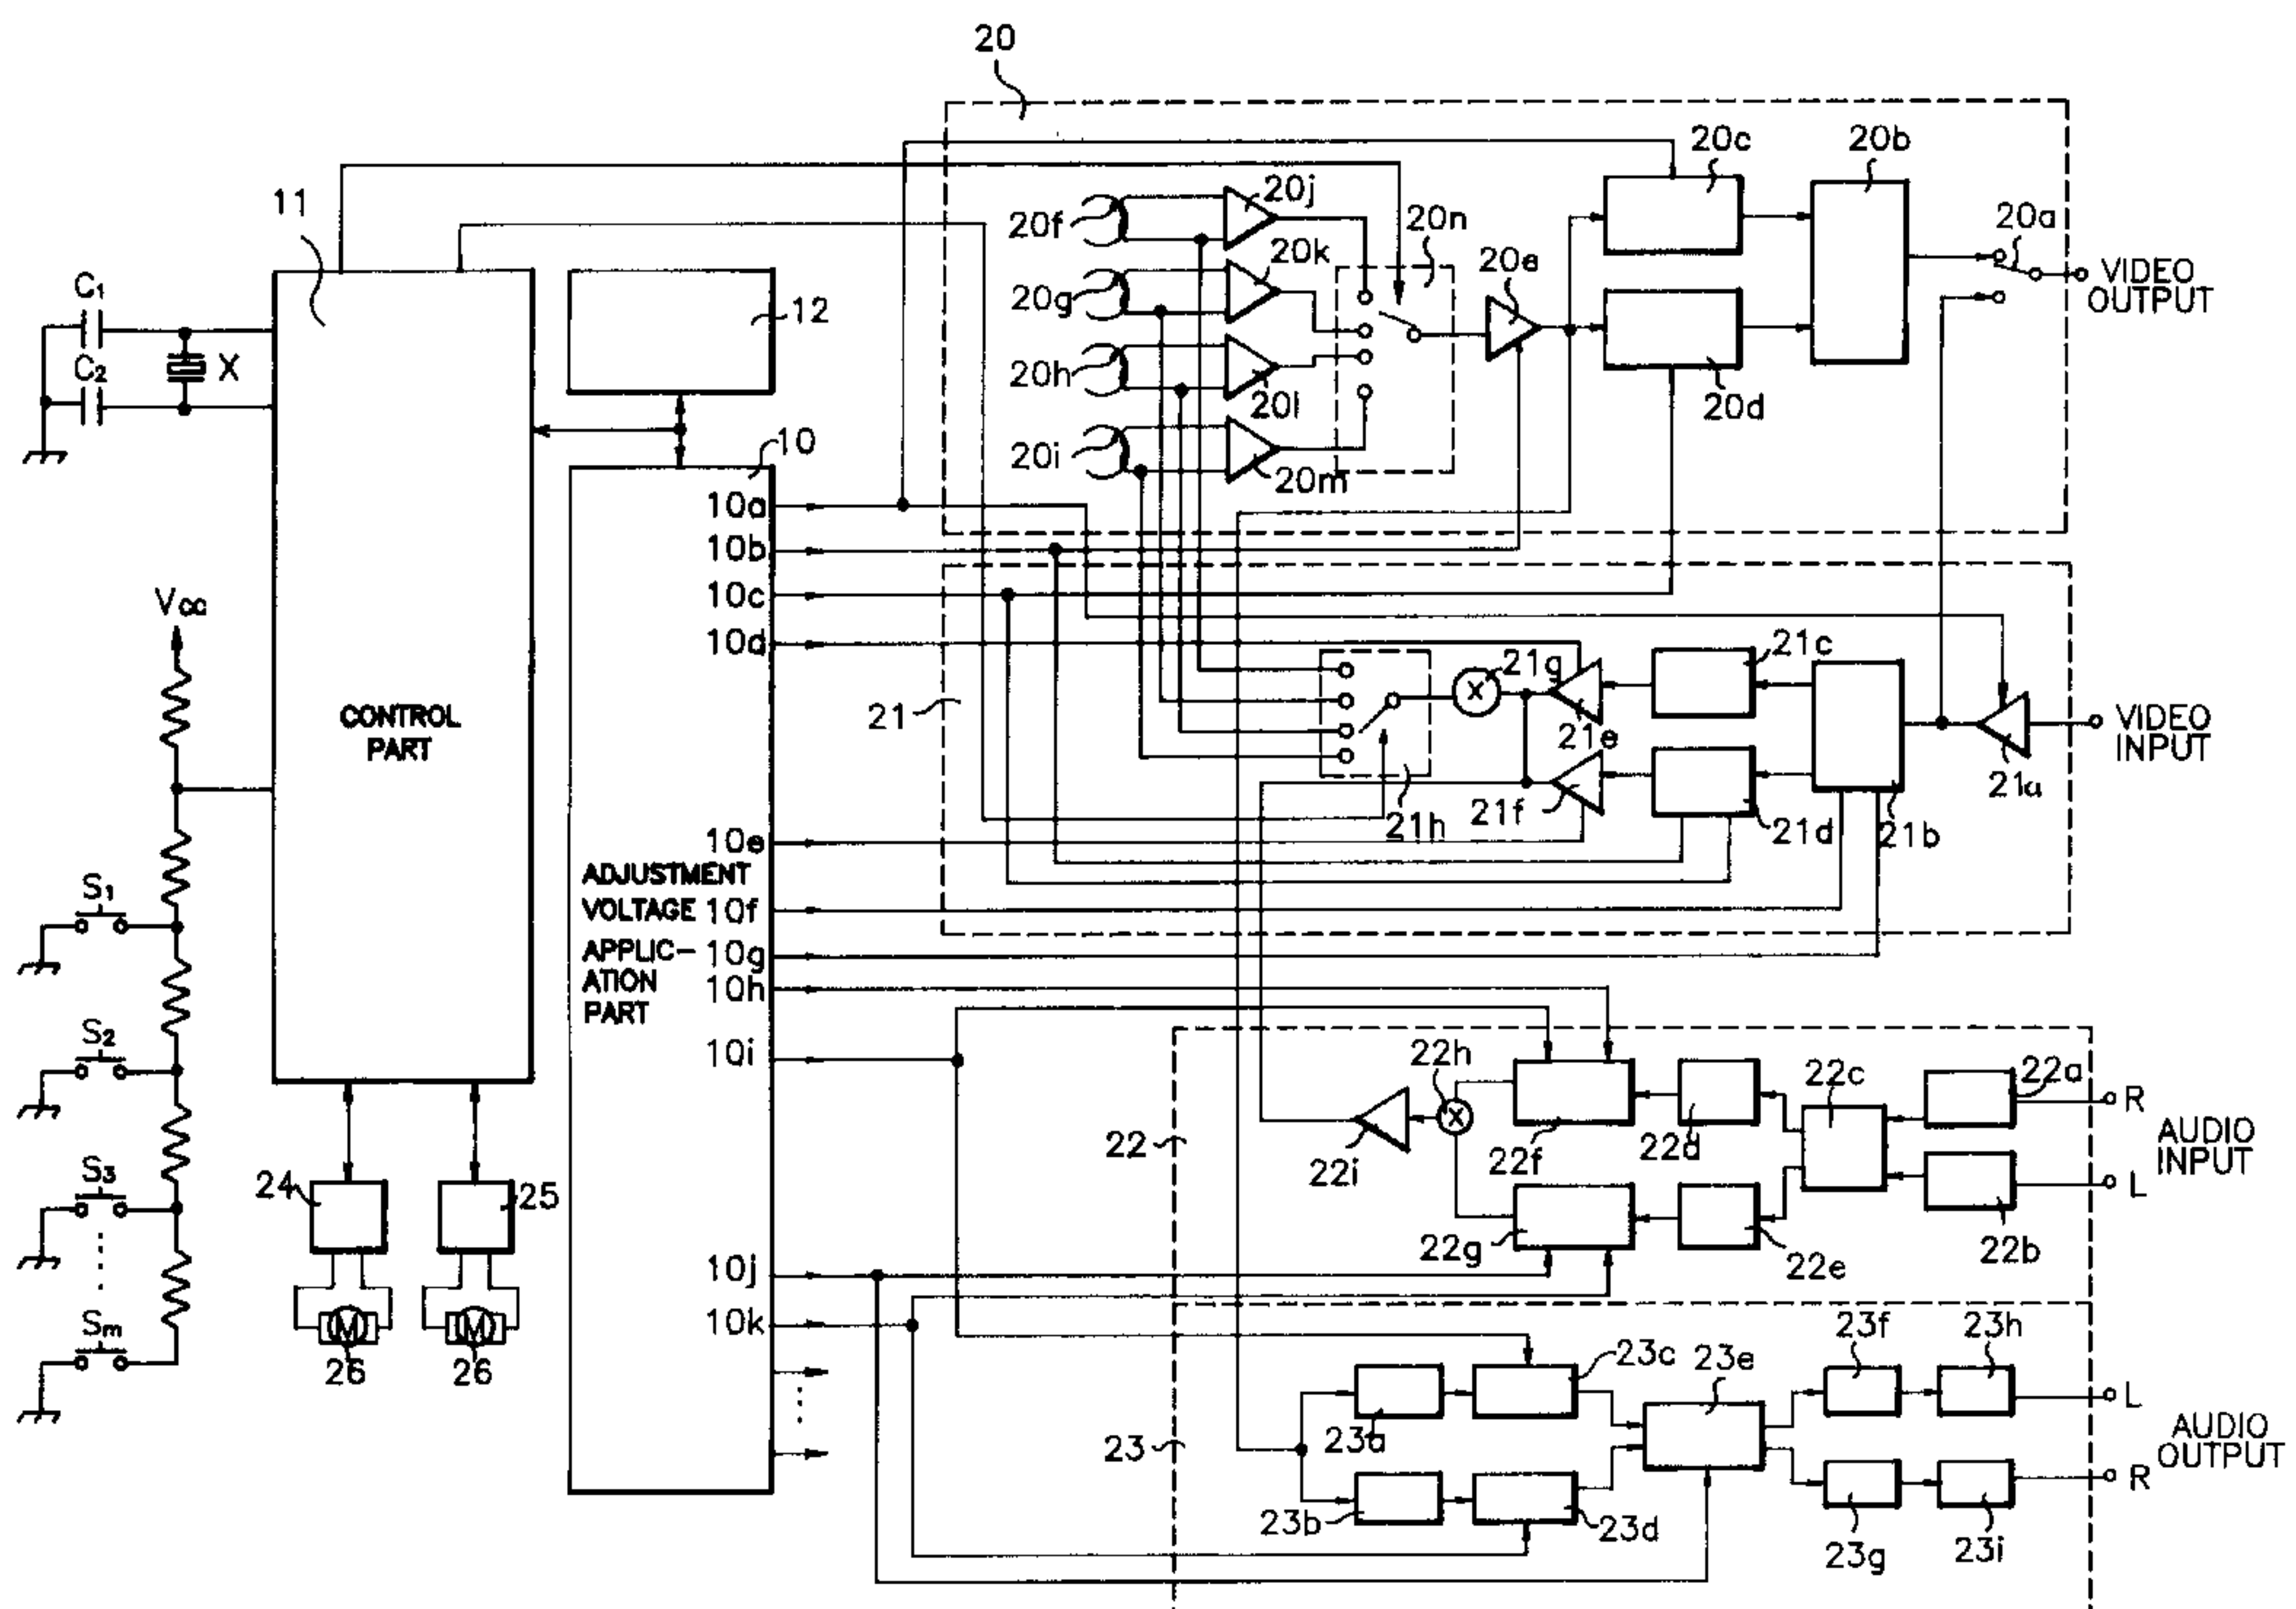 20
20c
20b
11
20f
20j
20n
20a
20k
20e
VIDEO
OUTPUT
C1
12
20g
C2
X
20h
20l
20d
10
20i
20m
10a
10b
Vcc
10c
10d
21c
21g
CONTROL
PART
21
21e
VIDEO
INPUT
21a
21f
21h
21d
21b
10e
ADJUSTMENT
S1
VOLTAGE
10f
APPLIC-
10g
ATION
10h
PART
S2
10i
22h
22c
22a
R
22
22d
AUDIO
INPUT
S3
24
25
22i
22f
L
22g
22e
22b
10j
Sm
10k
23f
23h
M
M
26
26
23c
23e
L
23a
AUDIO
OUTPUT
23
R
23b
23d
23g
23i